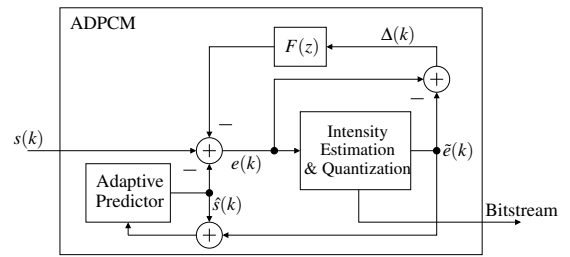 ADPCM
F(z)
Δ(k)
−
−
+
s(k)
+
e(k)
Intensity
Estimation
& Quantization
ẽ(k)
−
Adaptive
Predictor
ŝ(k)
Bitstream
+